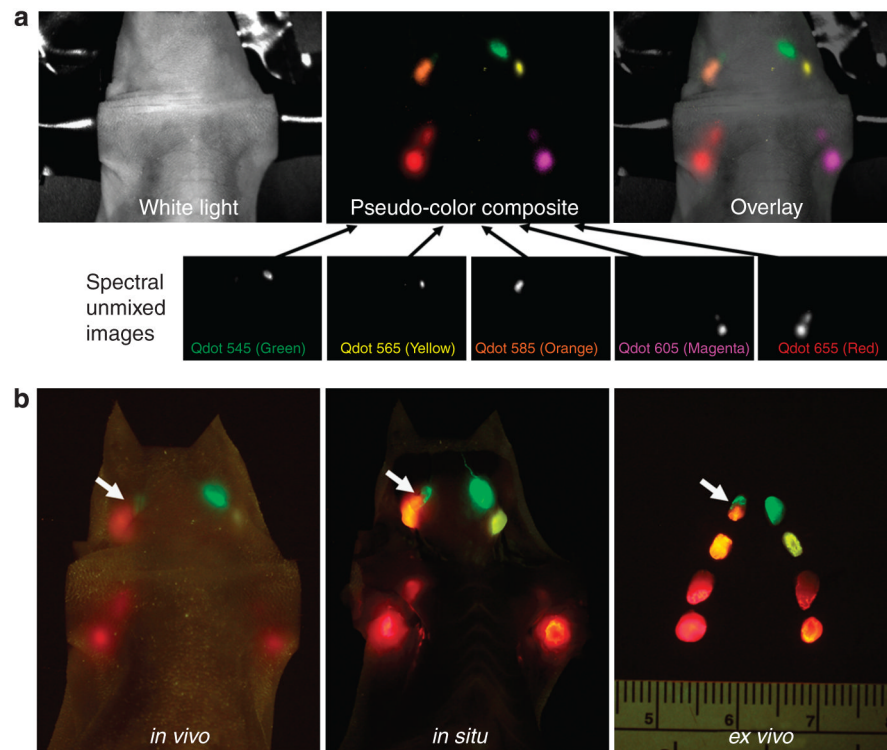 a
White light
Pseudo-color composite
Overlay
Spectral
unmixed
images
Qdot 545 (Green)
Qdot 565 (Yellow)
Qdot 585 (Orange)
Qdot 605 (Magenta)
Qdot 655 (Red)
b
in vivo
in situ
ex vivo
5
6
7